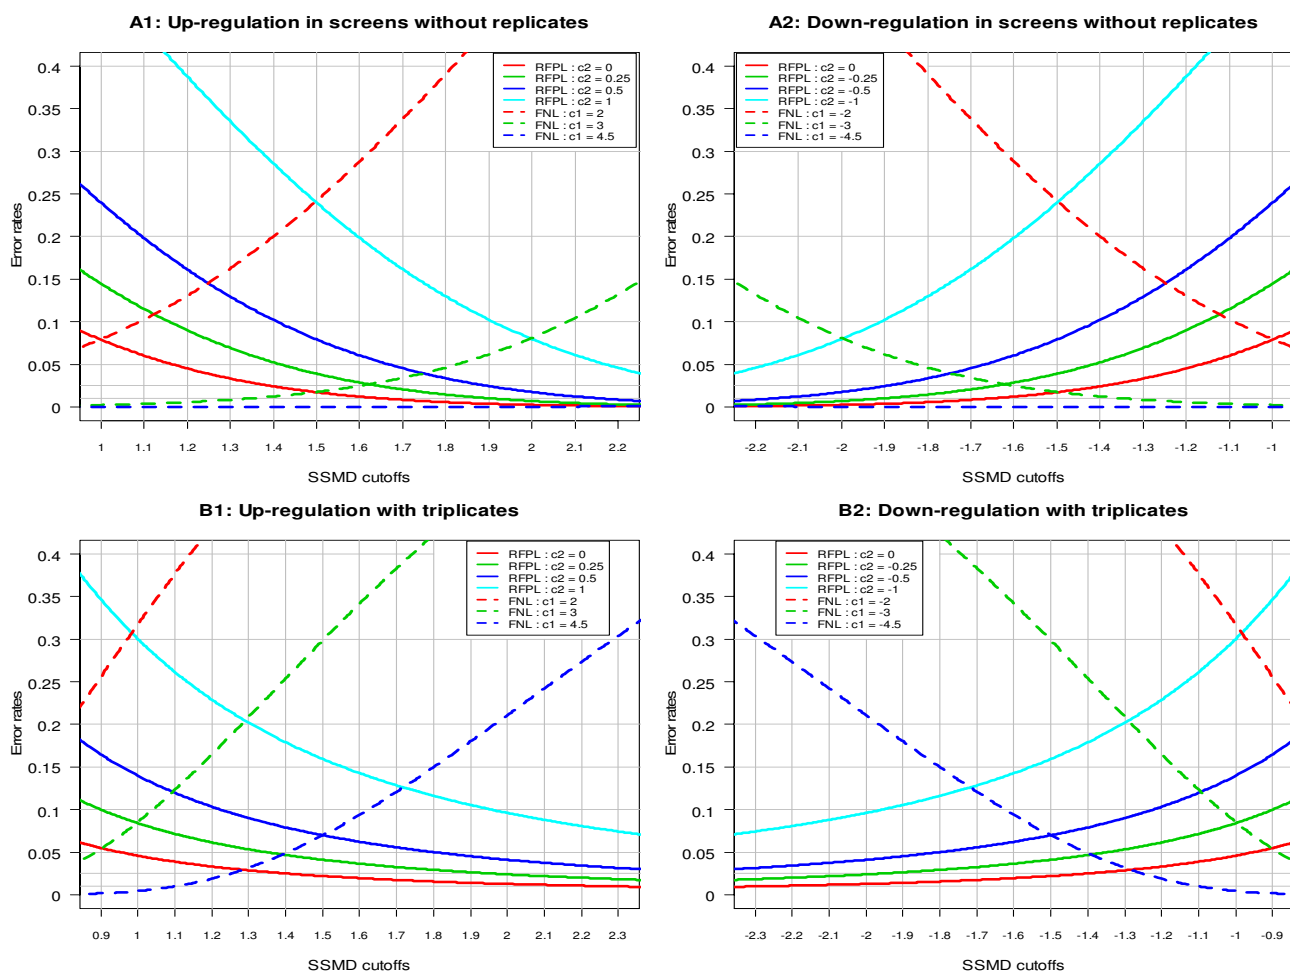 A1: Up-regulation in screens without replicates
RFPL : c2 = 0
RFPL : c2 = 0.25
RFPL : c2 = 0.5
RFPL : c2 = 1
FNL : c1 = 2
FNL : c1 = 3
FNL : c1 = 4.5
0.4
0.35
0.3
0.25
0.2
0.15
0.1
0.05
0
Error rates
1 1.1 1.2 1.3 1.4 1.5 1.6 1.7 1.8 1.9 2 2.1 2.2
SSMD cutoffs
A2: Down-regulation in screens without replicates
RFPL : c2 = 0
RFPL : c2 = -0.25
RFPL : c2 = -0.5
RFPL : c2 = -1
FNL : c1 = -2
FNL : c1 = -3
FNL : c1 = -4.5
0.4
0.35
0.3
0.25
0.2
0.15
0.1
0.05
0
Error rates
-2.2 -2.1 -2 -1.9 -1.8 -1.7 -1.6 -1.5 -1.4 -1.3 -1.2 -1.1 -1
SSMD cutoffs
B1: Up-regulation with triplicates
RFPL : c2 = 0
RFPL : c2 = 0.25
RFPL : c2 = 0.5
RFPL : c2 = 1
FNL : c1 = 2
FNL : c1 = 3
FNL : c1 = 4.5
0.4
0.35
0.3
0.25
0.2
0.15
0.1
0.05
0
Error rates
0.9 1 1.1 1.2 1.3 1.4 1.5 1.6 1.7 1.8 1.9 2 2.1 2.2 2.3
SSMD cutoffs
B2: Down-regulation with triplicates
RFPL : c2 = 0
RFPL : c2 = -0.25
RFPL : c2 = -0.5
RFPL : c2 = -1
FNL : c1 = -2
FNL : c1 = -3
FNL : c1 = -4.5
0.4
0.35
0.3
0.25
0.2
0.15
0.1
0.05
0
Error rates
-2.3 -2.2 -2.1 -2 -1.9 -1.8 -1.7 -1.6 -1.5 -1.4 -1.3 -1.2 -1.1 -1 -0.9
SSMD cutoffs